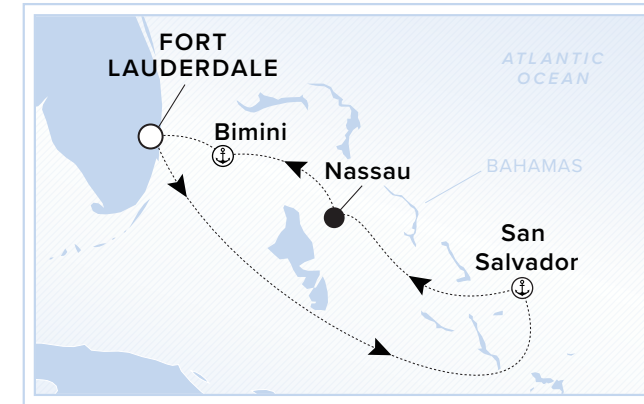 FORT
LAUDERDALE
ATLANTIC
OCEAN
Bimini
Nassau
BAHAMAS
San
Salvador